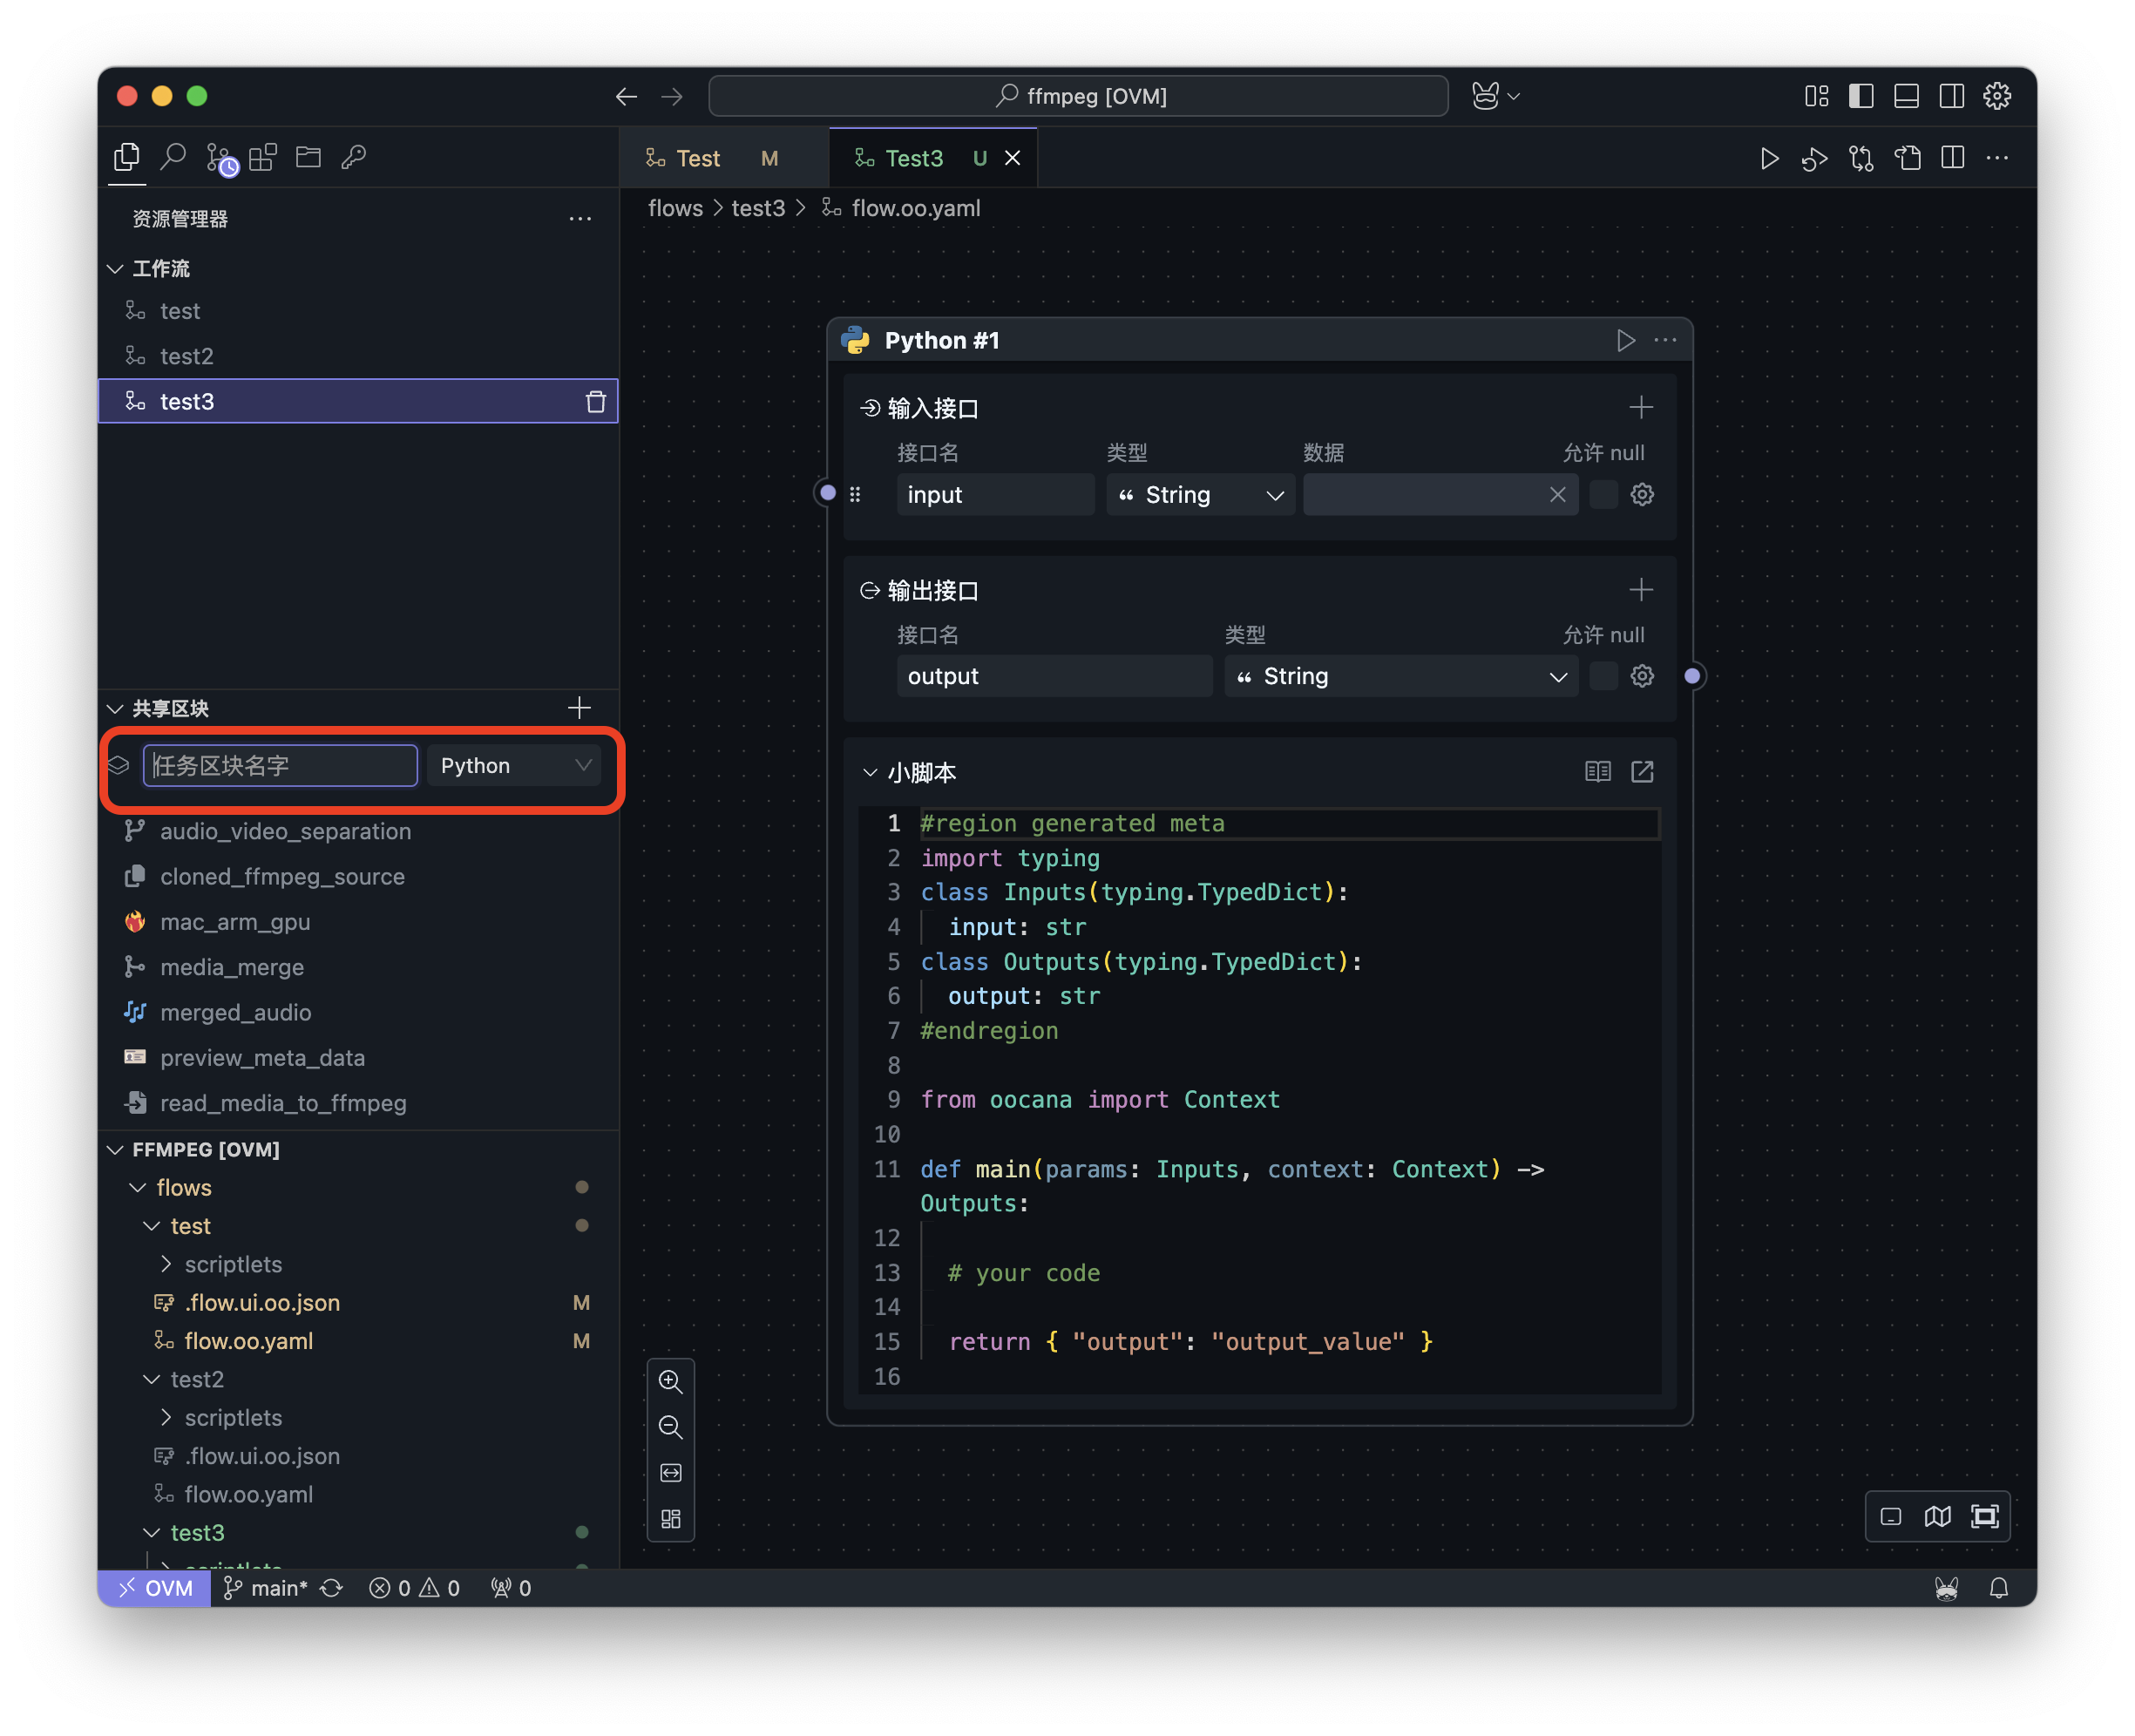 ffmpeg [OVM]
Test M
Test3 U
flows > test3 > flow.oo.yaml
资源管理器
工作流
test
test2
test3
共享区块
任务区块名字 Python
audio_video_separation
cloned_ffmpeg_source
mac_arm_gpu
media_merge
merged_audio
preview_meta_data
read_media_to_ffmpeg
FFMPEG [OVM]
flows
test
scriptlets
.flow.ui.oo.json M
flow.oo.yaml M
test2
scriptlets
.flow.ui.oo.json
flow.oo.yaml
test3
Python #1
输入接口
接口名 类型 数据 允许 null
input “ String
输出接口
接口名 类型 允许 null
output “ String
小脚本
1 #region generated meta
2 import typing
3 class Inputs(typing.TypedDict):
4 input: str
5 class Outputs(typing.TypedDict):
6 output: str
7 #endregion
8
9 from oocana import Context
10
11 def main(params: Inputs, context: Context) ->
Outputs:
12
13 # your code
14
15 return { "output": "output_value" }
16
OVM main* 0 0 0